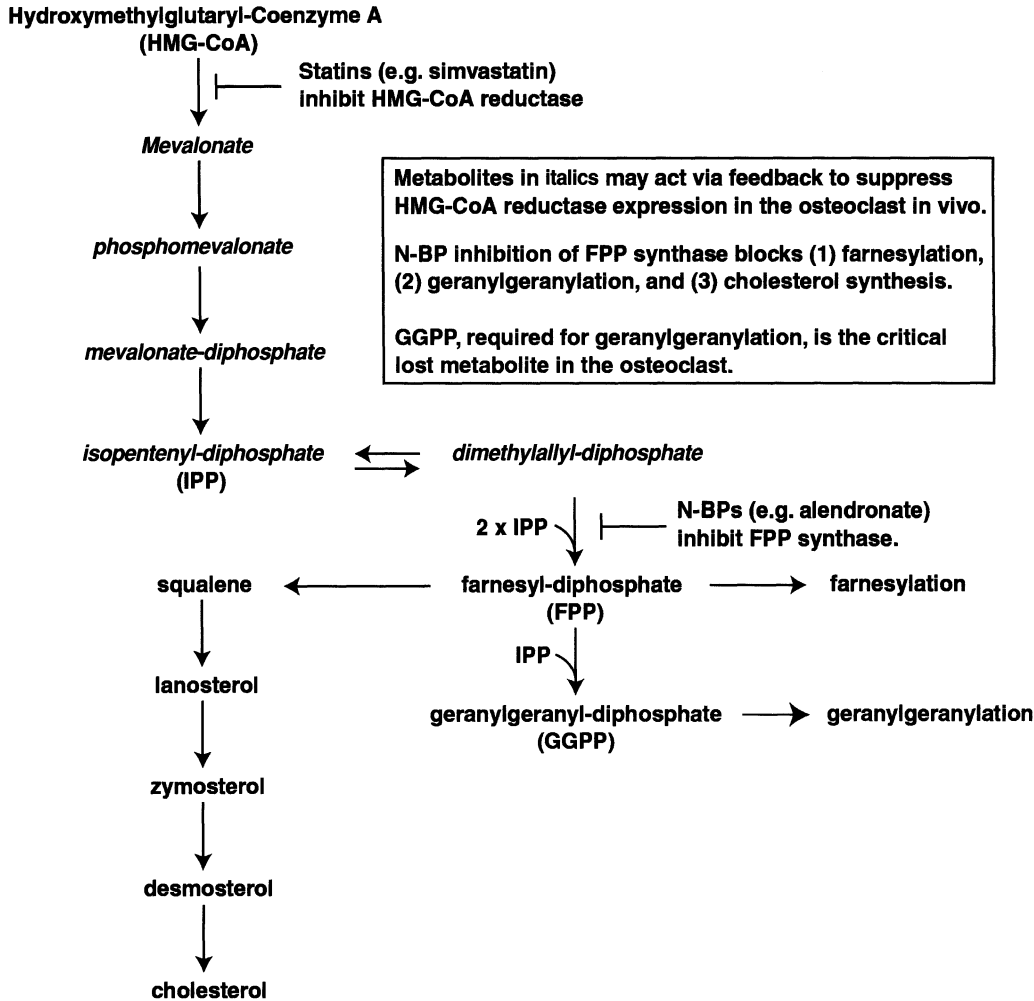 Hydroxymethylglutaryl-Coenzyme A
(HMG-CoA)
Statins (e.g. simvastatin)
inhibit HMG-CoA reductase
Mevalonate
Metabolites in italics may act via feedback to suppress
HMG-CoA reductase expression in the osteoclast in vivo.
N-BP inhibition of FPP synthase blocks (1) farnesylation,
(2) geranylgeranylation, and (3) cholesterol synthesis.
GGPP, required for geranylgeranylation, is the critical
lost metabolite in the osteoclast.
phosphomevalonate
mevalonate-diphosphate
isopentenyl-diphosphate
(IPP)
dimethylallyl-diphosphate
2 x IPP
N-BPs (e.g. alendronate)
inhibit FPP synthase.
squalene
farnesyl-diphosphate
(FPP)
farnesylation
IPP
lanosterol
geranylgeranyl-diphosphate
(GGPP)
geranylgeranylation
zymosterol
desmosterol
cholesterol